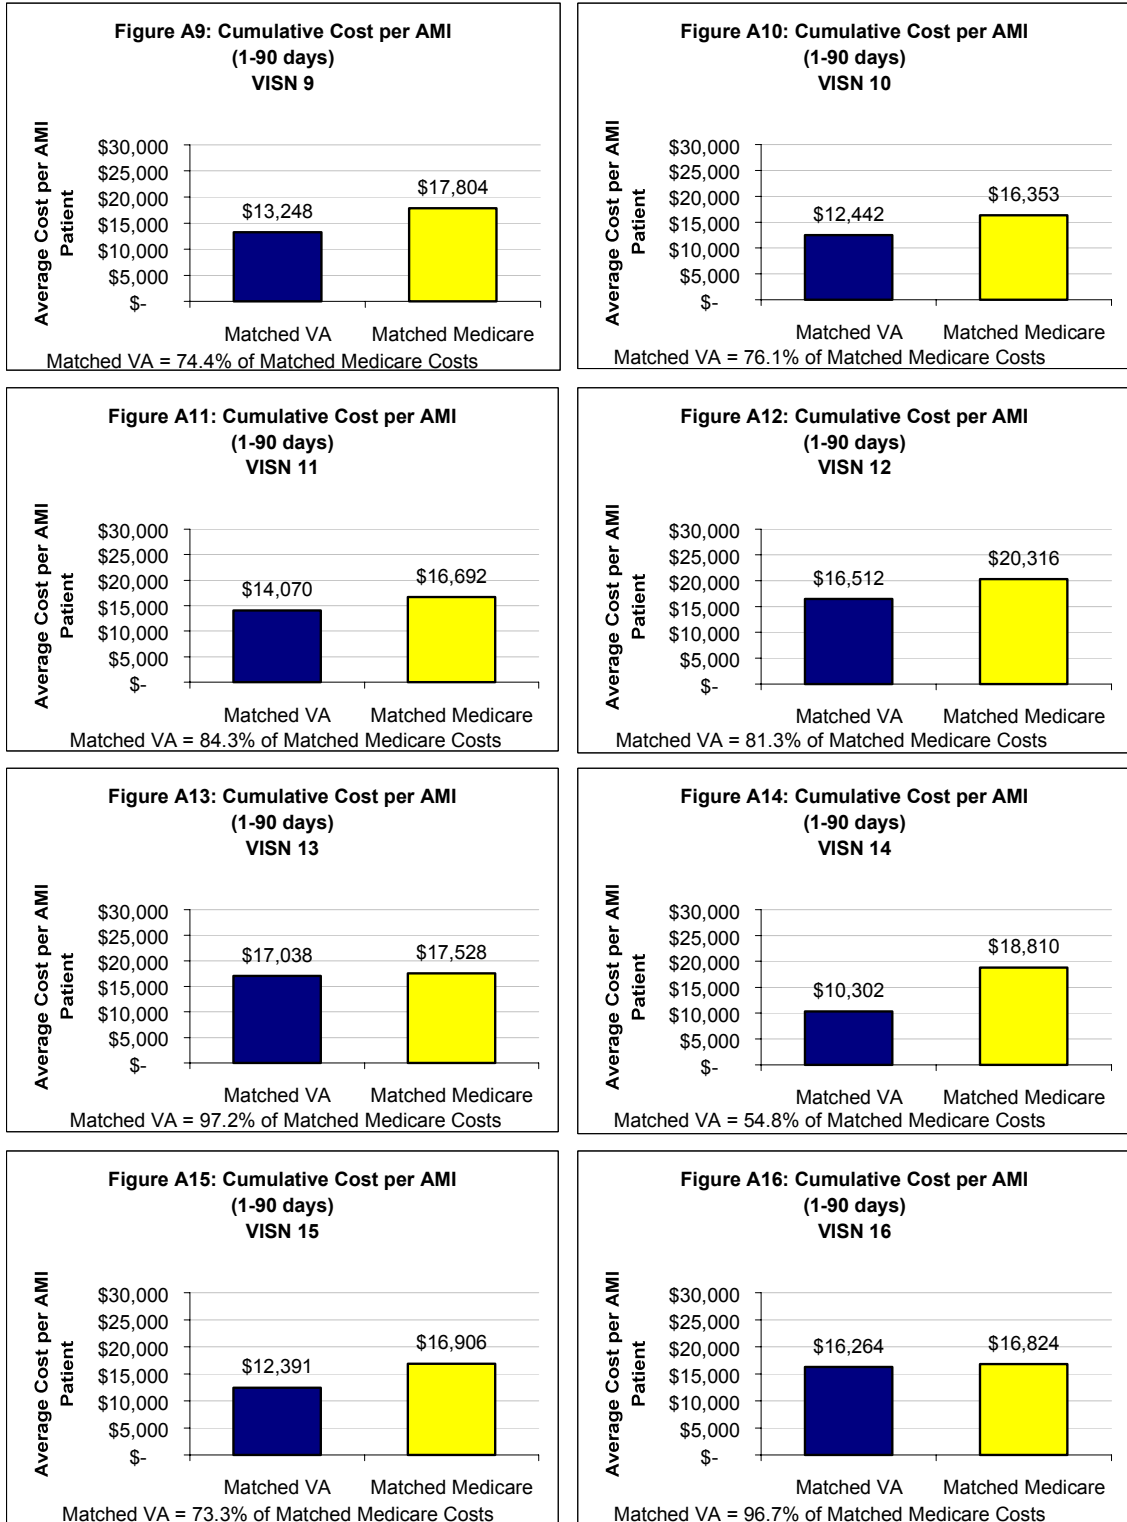 Figure A9: Cumulative Cost per AMI
(1-90 days)
VISN 9
Average Cost per AMI
Patient
$30,000
$25,000
$20,000
$15,000
$10,000
$5,000
$-
$13,248
$17,804
Matched VA
Matched Medicare
Matched VA = 74.4% of Matched Medicare Costs
Figure A10: Cumulative Cost per AMI
(1-90 days)
VISN 10
Average Cost per AMI
Patient
$30,000
$25,000
$20,000
$15,000
$10,000
$5,000
$-
$12,442
$16,353
Matched VA
Matched Medicare
Matched VA = 76.1% of Matched Medicare Costs
Figure A11: Cumulative Cost per AMI
(1-90 days)
VISN 11
Average Cost per AMI
Patient
$30,000
$25,000
$20,000
$15,000
$10,000
$5,000
$-
$14,070
$16,692
Matched VA
Matched Medicare
Matched VA = 84.3% of Matched Medicare Costs
Figure A12: Cumulative Cost per AMI
(1-90 days)
VISN 12
Average Cost per AMI
Patient
$30,000
$25,000
$20,000
$15,000
$10,000
$5,000
$-
$16,512
$20,316
Matched VA
Matched Medicare
Matched VA = 81.3% of Matched Medicare Costs
Figure A13: Cumulative Cost per AMI
(1-90 days)
VISN 13
Average Cost per AMI
Patient
$30,000
$25,000
$20,000
$15,000
$10,000
$5,000
$-
$17,038
$17,528
Matched VA
Matched Medicare
Matched VA = 97.2% of Matched Medicare Costs
Figure A14: Cumulative Cost per AMI
(1-90 days)
VISN 14
Average Cost per AMI
Patient
$30,000
$25,000
$20,000
$15,000
$10,000
$5,000
$-
$10,302
$18,810
Matched VA
Matched Medicare
Matched VA = 54.8% of Matched Medicare Costs
Figure A15: Cumulative Cost per AMI
(1-90 days)
VISN 15
Average Cost per AMI
Patient
$30,000
$25,000
$20,000
$15,000
$10,000
$5,000
$-
$12,391
$16,906
Matched VA
Matched Medicare
Matched VA = 73.3% of Matched Medicare Costs
Figure A16: Cumulative Cost per AMI
(1-90 days)
VISN 16
Average Cost per AMI
Patient
$30,000
$25,000
$20,000
$15,000
$10,000
$5,000
$-
$16,264
$16,824
Matched VA
Matched Medicare
Matched VA = 96.7% of Matched Medicare Costs